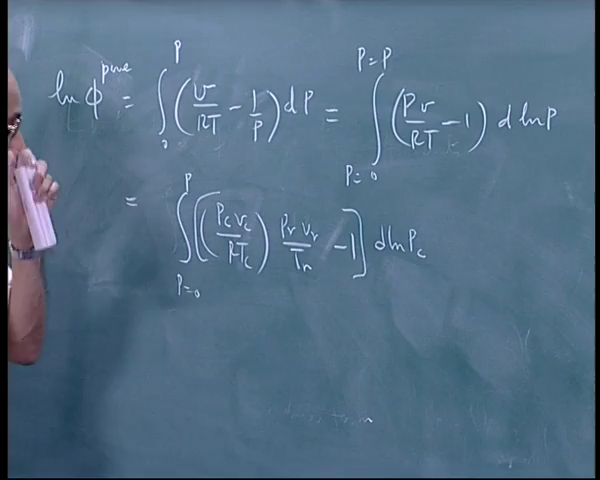 ln ϕ^pure = ∫_0^P (v/RT − 1/P) dP = ∫_{P=0}^{P=P} (Pv/RT − 1) d ln P
= ∫_{P=0}^P [(P_c v_c/RT_c) P_r v_r/T_r − 1] d ln P_c